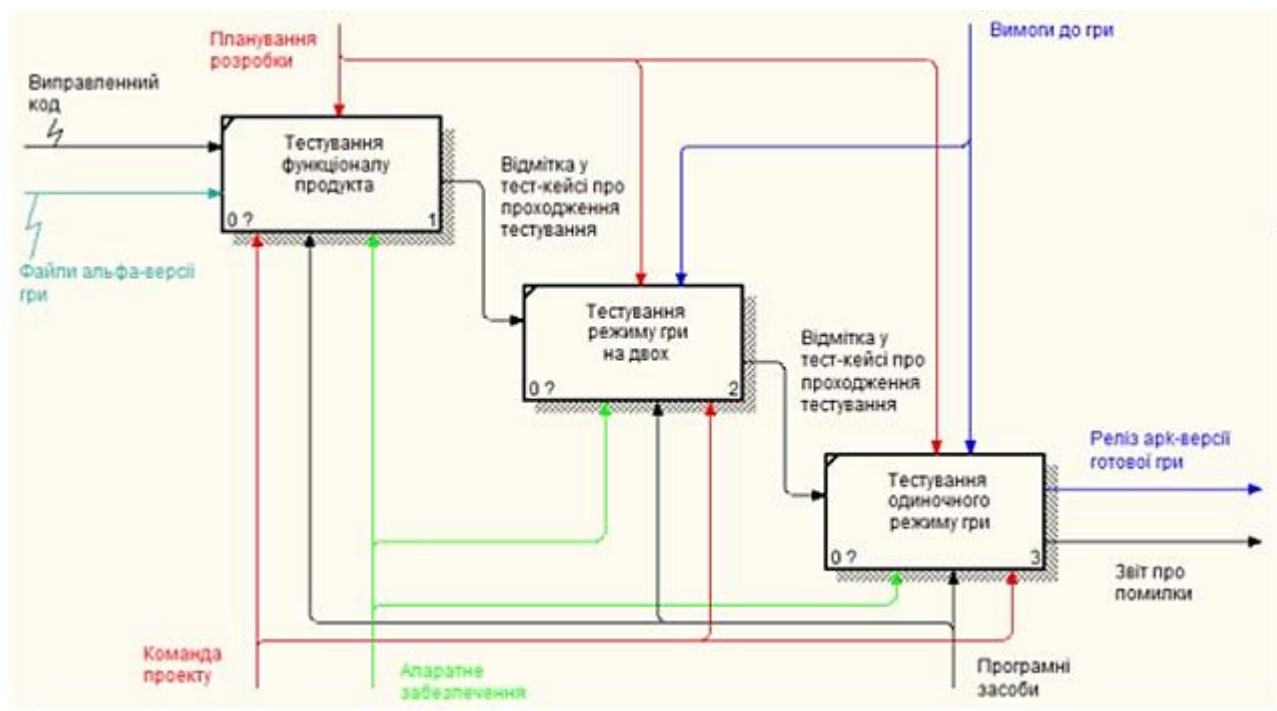 Планування
розробки
Вимоги до гри
Виправленний
код
Тестування
функціоналу
продукта
0 ?
1
Відмітка у
тест-кейсі про
проходження
тестування
Файли альфа-версії
гри
Тестування
режиму гри
на двох
0 ?
2
Відмітка у
тест-кейсі про
проходження
тестування
Реліз apk-версії
готової гри
Тестування
одиночного
режиму гри
0 ?
3
Звіт про
помилки
Команда
проекту
Апаратне
забезпечення
Програмні
засоби